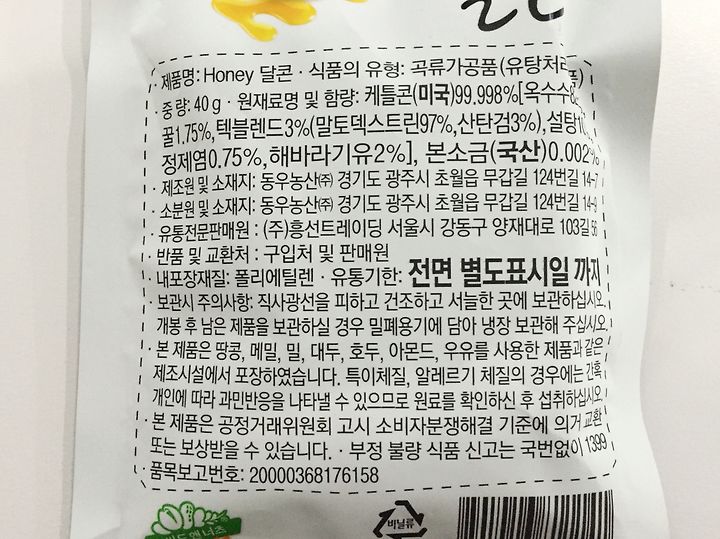 · 제품명: Honey 달콘 · 식품의 유형: 곡류가공품(유탕처리
· 중 량: 40g · 원재료명 및 함량: 케틀콘(미국)99.998%[옥수수
꿀1.75%,텍블렌드3%(말토덱스트린97%,산탄검3%),설탕
정제염0.75%,해바라기유2%], 본소금(국산)0.002%
· 제조원 및 소재지: 동우농산㈜ 경기도 광주시 초월읍 무갑길 124번길 14-7
· 소분원 및 소재지: 동우농산㈜ 경기도 광주시 초월읍 무갑길 124번길 14-9
· 유통전문판매원 : (주)흥선트레이딩 서울시 강동구 양재대로 103길 56
· 반품 및 교환처 : 구입처 및 판매원
· 내포장재질: 폴리에틸렌 · 유통기한: 전면 별도표시일 까지
· 보관시 주의사항: 직사광선을 피하고 건조하고 서늘한 곳에 보관하십시오.
개봉 후 남은 제품을 보관하실 경우 밀폐용기에 담아 냉장 보관해 주십시오.
· 본 제품은 땅콩, 메밀, 밀, 대두, 호두, 아몬드, 우유를 사용한 제품과 같은
제조시설에서 포장하였습니다. 특이체질, 알레르기 체질의 경우에는 간혹
개인에 따라 과민반응을 나타낼 수 있으므로 원료를 확인하신 후 섭취하십시오.
· 본 제품은 공정거래위원회 고시 소비자분쟁해결 기준에 의거 교환
또는 보상받을 수 있습니다. · 부정 불량 식품 신고는 국번없이 1399
· 품목보고번호: 20000368176158
비닐류